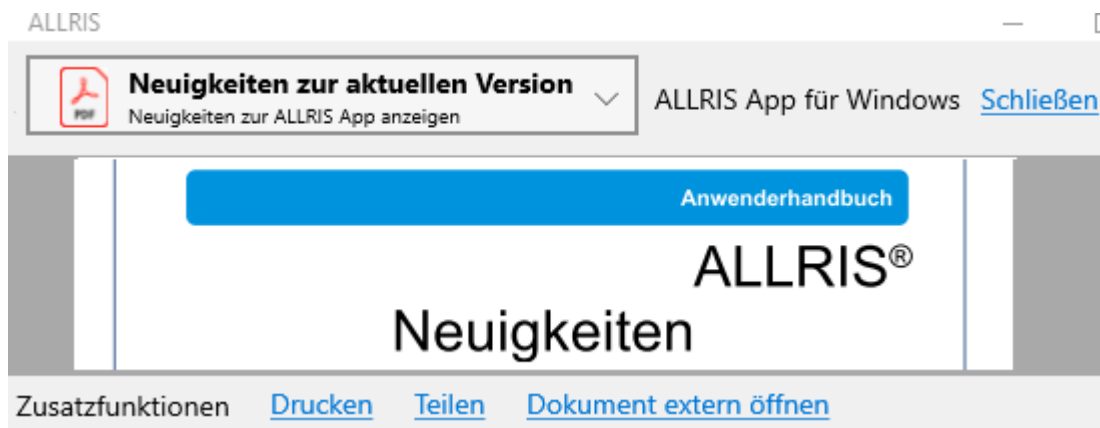 ALLRIS
Neuigkeiten zur aktuellen Version
Neuigkeiten zur ALLRIS App anzeigen
PDF
ALLRIS App für Windows Schließen
Anwenderhandbuch
ALLRIS®
Neuigkeiten
Zusatzfunktionen Drucken Teilen Dokument extern öffnen